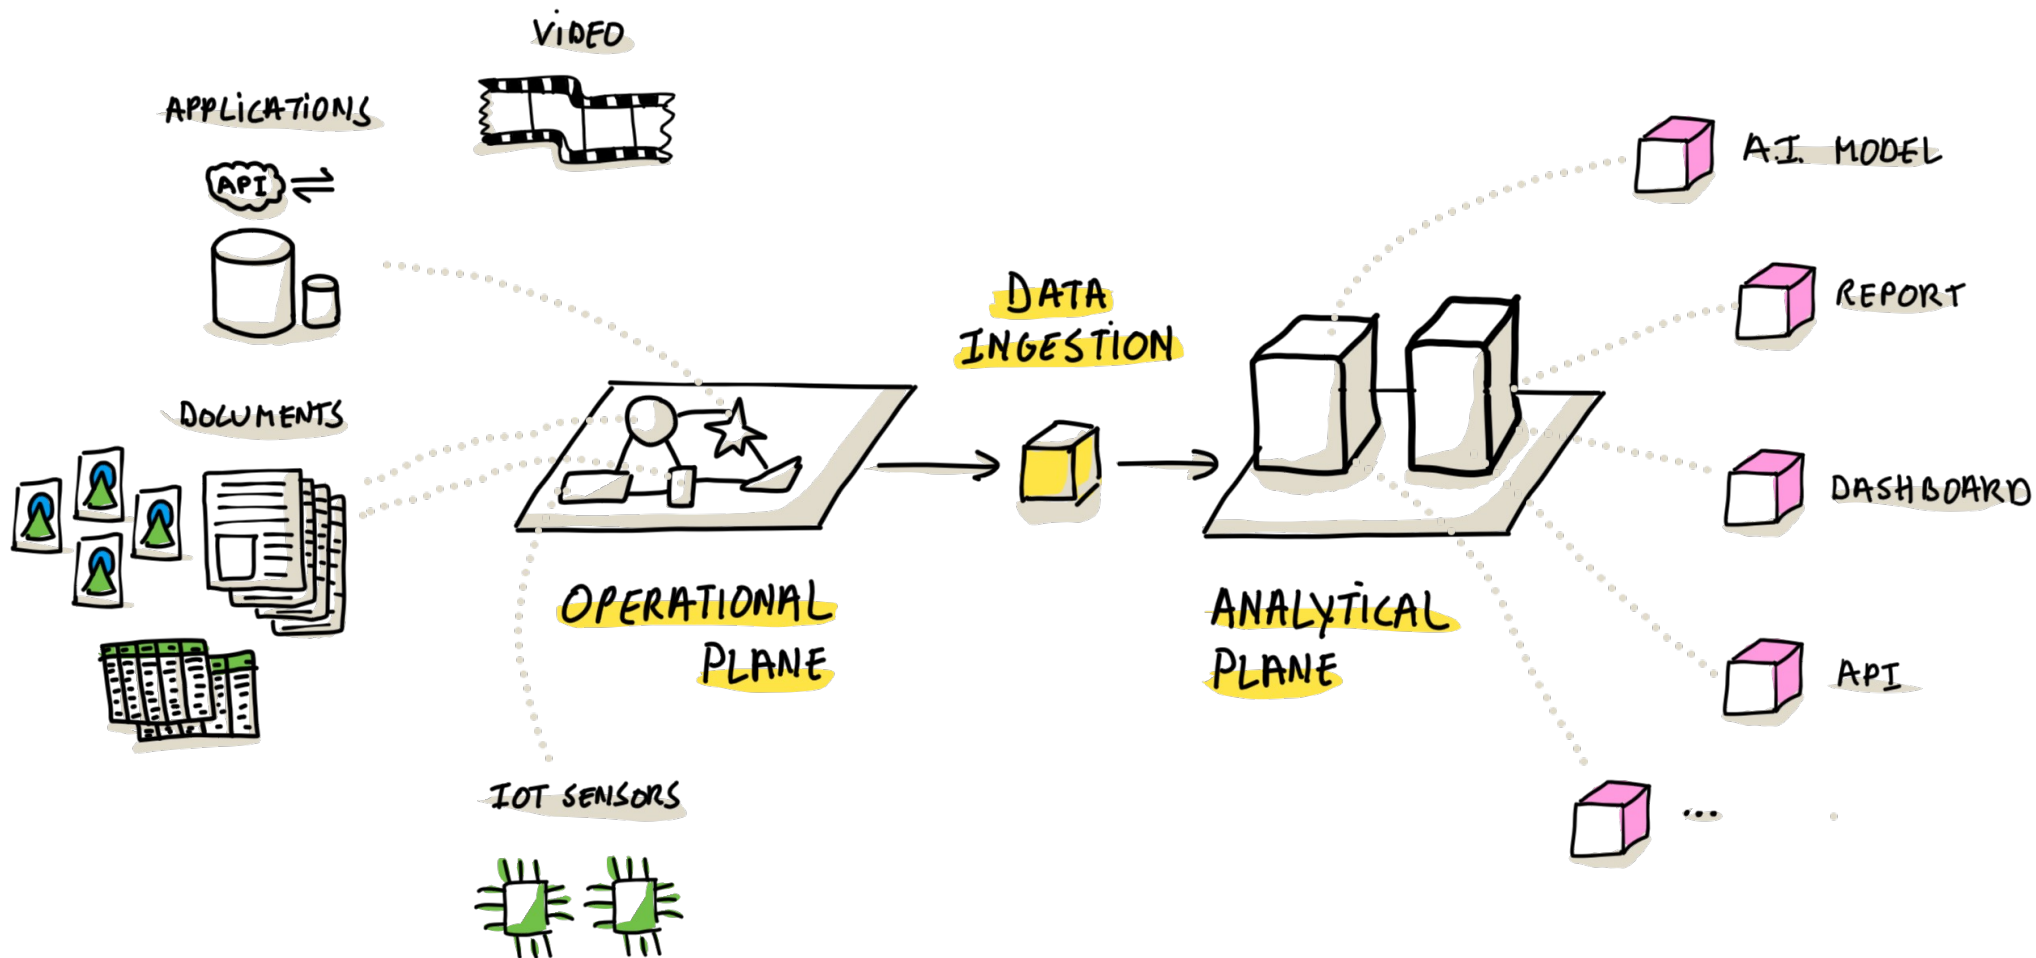 VIDEO
APPLICATIONS
API
DOCUMENTS
IOT SENSORS
OPERATIONAL
PLANE
DATA
INGESTION
ANALYTICAL
PLANE
A.I. MODEL
REPORT
DASHBOARD
API
...